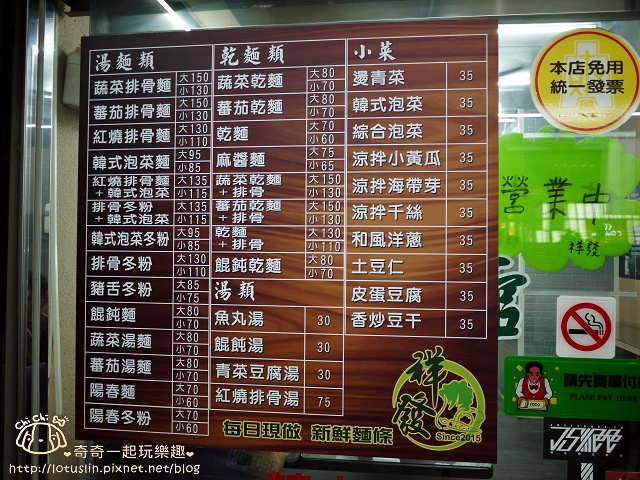 湯麵類
蔬菜排骨麵 大150 小130
蕃茄排骨麵 大150 小130
紅燒排骨麵 大130 小110
韓式泡菜麵 大95 小85
紅燒排骨麵+韓式泡菜 大135 小115
排骨冬粉+韓式泡菜 大135 小115
韓式泡菜冬粉 大95 小85
排骨冬粉 大130 小110
豬舌冬粉 大85 小75
餛飩麵 大80 小70
蔬菜湯麵 大80 小70
蕃茄湯麵 大80 小70
陽春麵 大70 小60
陽春冬粉 大70 小60
乾麵類
蔬菜乾麵 大80 小70
蕃茄乾麵 大80 小70
乾麵 大70 小60
麻醬麵 大75 小65
蔬菜乾麵+排骨 大150 小130
蕃茄乾麵+排骨 大150 小130
乾麵+排骨 大130 小110
餛飩乾麵 大80 小70
湯類
魚丸湯 30
餛飩湯 30
青菜豆腐湯 30
紅燒排骨湯 75
小菜
燙青菜 35
韓式泡菜 35
綜合泡菜 35
涼拌小黃瓜 35
涼拌海帶芽 35
涼拌千絲 35
和風洋蔥 35
土豆仁 35
皮蛋豆腐 35
香炒豆干 35
每日現做 新鮮麵條
祥發
Since2015
本店免用
統一發票
營業中
祥發
請先買單付
PLEASE PAY HERE
Chi Chi
奇奇一起玩樂趣
http://lotuslin.pixnet.net/blog